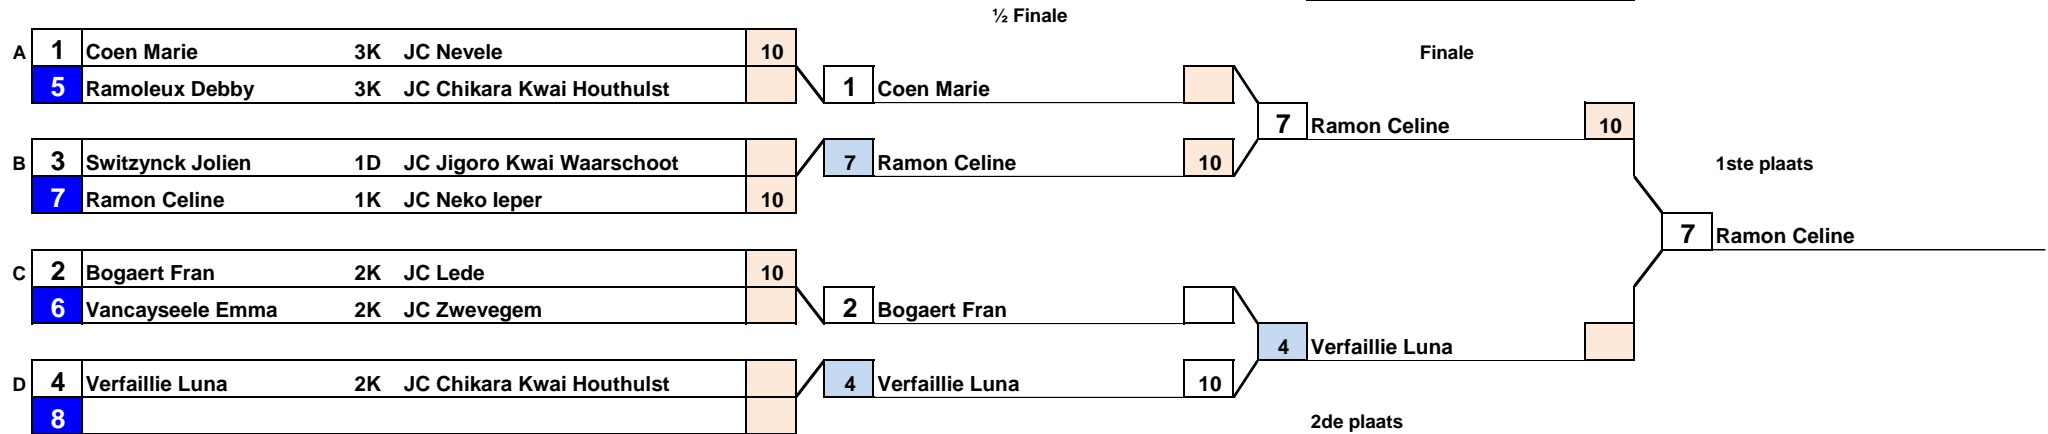 ½ Finale
A 1 Coen Marie 3K JC Nevele 10
Finale
5 Ramoleux Debby 3K JC Chikara Kwai Houthulst
1 Coen Marie
7 Ramon Celine 10
B 3 Switzynck Jolien 1D JC Jigoro Kwai Waarschoot
7 Ramon Celine 10
1ste plaats
7 Ramon Celine 1K JC Neko Ieper 10
7 Ramon Celine
C 2 Bogaert Fran 2K JC Lede 10
6 Vancayseele Emma 2K JC Zwevegem
2 Bogaert Fran
4 Verfaillie Luna
D 4 Verfaillie Luna 2K JC Chikara Kwai Houthulst
4 Verfaillie Luna 10
8
2de plaats